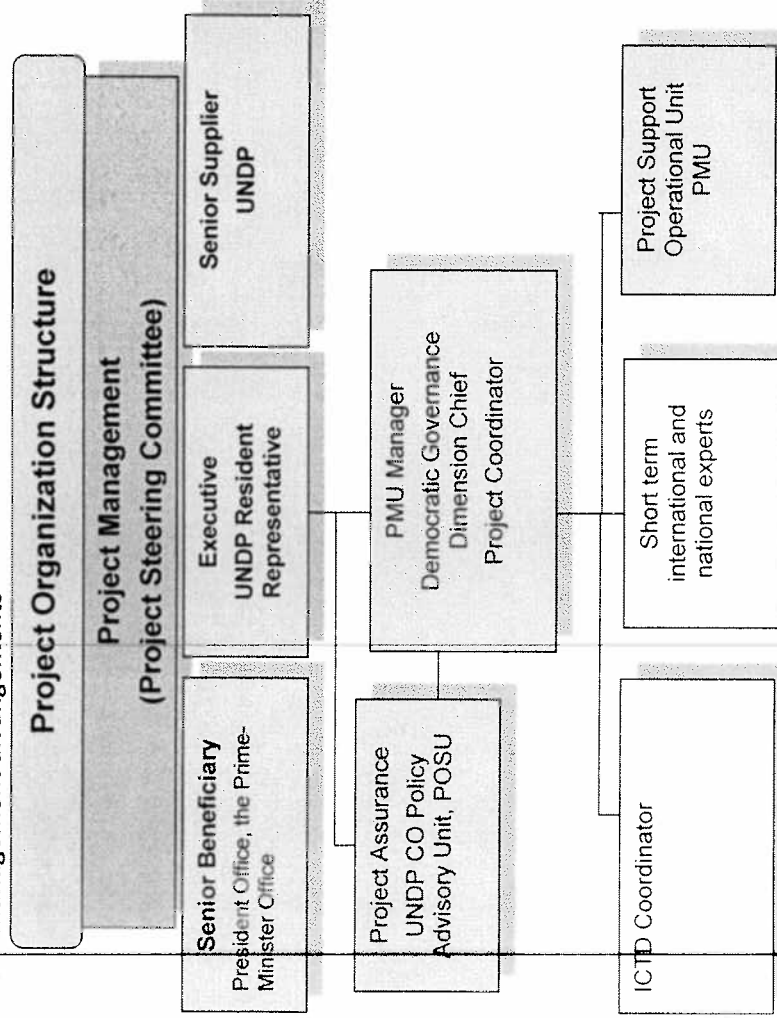 Project Organization Structure
Project Management
(Project Steering Committee)
Senior Beneficiary
President Office, the Prime-
Minister Office
Executive
UNDP Resident
Representative
Senior Supplier
UNDP
Project Assurance
UNDP CO Policy
Advisory Unit, POSU
PMU Manager
Democratic Governance
Dimension Chief
Project Coordinator
ICTD Coordinator
Short term
international and
national experts
Project Support
Operational Unit
PMU